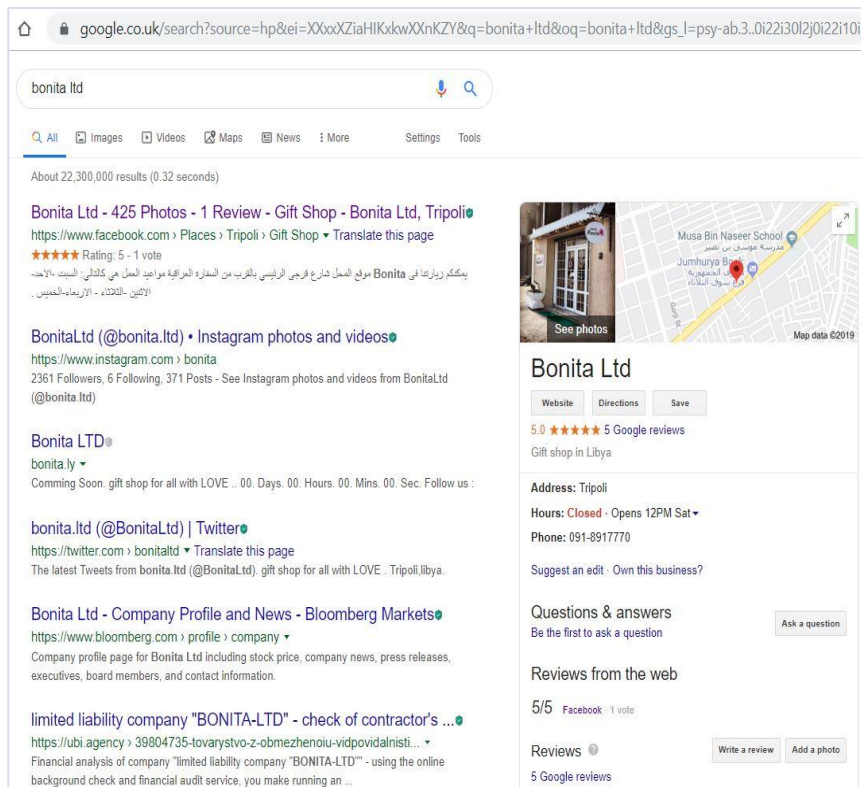 google.co.uk/search?source=hp&ei=XXxxXZiaHIKxkwXXnKZY&q=bonita+ltd&oq=bonita+ltd&gs_l=psy-ab.3..0i22i30l2j0i22i10i
bonita ltd
All Images Videos Maps News More Settings Tools
About 22,300,000 results (0.32 seconds)
Bonita Ltd - 425 Photos - 1 Review - Gift Shop - Bonita Ltd, Tripoli
https://www.facebook.com › Places › Tripoli › Gift Shop Translate this page
Rating: 5 - 1 vote
يمكنكم زيارتنا فى Bonita موقع المحل شارع قرجى الرئيسي بالقرب من السفاره العراقية مواعيد العمل هي كالتالي: السبت -الاحد-
الاثنين -الثلاثاء - الاربعاء-الخميس .
BonitaLtd (@bonita.ltd) • Instagram photos and videos
https://www.instagram.com › bonita
2361 Followers, 6 Following, 371 Posts - See Instagram photos and videos from BonitaLtd
(@bonita.ltd)
Bonita LTD
bonita.ly
Comming Soon. gift shop for all with LOVE .. 00. Days. 00. Hours. 00. Mins. 00. Sec. Follow us :
bonita.ltd (@BonitaLtd) | Twitter
https://twitter.com › bonitaltd Translate this page
The latest Tweets from bonita.ltd (@BonitaLtd). gift shop for all with LOVE . Tripoli,libya.
Bonita Ltd - Company Profile and News - Bloomberg Markets
https://www.bloomberg.com › profile › company
Company profile page for Bonita Ltd including stock price, company news, press releases,
executives, board members, and contact information.
limited liability company "BONITA-LTD" - check of contractor's ...
https://ubi.agency › 39804735-tovarystvo-z-obmezhenoiu-vidpovidalnisti...
Financial analysis of company "limited liability company "BONITA-LTD"" - using the online
background check and financial audit service, you make running an ...
See photos
Musa Bin Naseer School
مدرسة موسى بن نصير
Jumhurya Bank
مصرف الجمهورية
فرع سوق الثلاثاء
Gorji St
Map data ©2019
Bonita Ltd
Website Directions Save
5.0 5 Google reviews
Gift shop in Libya
Address: Tripoli
Hours: Closed · Opens 12PM Sat
Phone: 091-8917770
Suggest an edit · Own this business?
Questions & answers
Ask a question
Be the first to ask a question
Reviews from the web
5/5 Facebook · 1 vote
Reviews
Write a review Add a photo
5 Google reviews